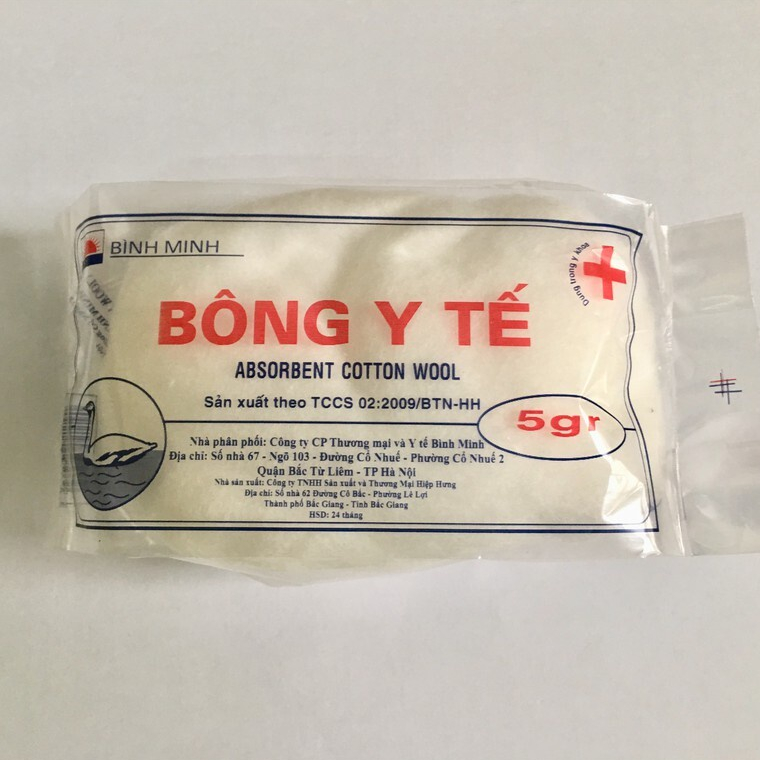 BÌNH MINH
Dùng trong y khoa
BÔNG Y TẾ
ABSORBENT COTTON WOOL
Sản xuất theo TCCS 02:2009/BTN-HH
5gr
Nhà phân phối: Công ty CP Thương mại và Y tế Bình Minh
Địa chỉ: Số nhà 67 - Ngõ 103 - Đường Cổ Nhuế - Phường Cổ Nhuế 2
Quận Bắc Từ Liêm - TP Hà Nội
Nhà sản xuất: Công ty TNHH Sản xuất và Thương Mại Hiệp Hưng
Địa chỉ: Số nhà 62 Đường Cô Bắc - Phường Lê Lợi
Thành phố Bắc Giang - Tỉnh Bắc Giang
HSD: 24 tháng